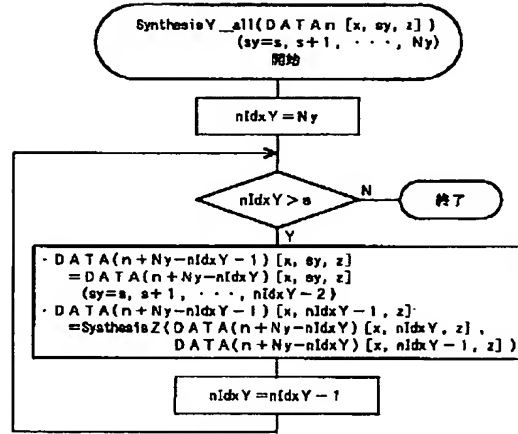 SynthesisY_all(DATAn [x, sy, z])
(sy=s, s+1, ···, Ny)
開始
nIdxY=Ny
nIdxY>s
N
終了
Y
・DATA(n+Ny−nIdxY−1) [x, sy, z]
=DATA(n+Ny−nIdxY) [x, sy, z]
(sy=s, s+1, ···, nIdxY−2)
・DATA(n+Ny−nIdxY−1) [x, nIdxY−1, z]
=SysthesisZ(DATA(n+Ny−nIdxY) [x, nIdxY, z],
DATA(n+Ny−nIdxY) [x, nIdxY−1, z])
nIdxY=nIdxY−1